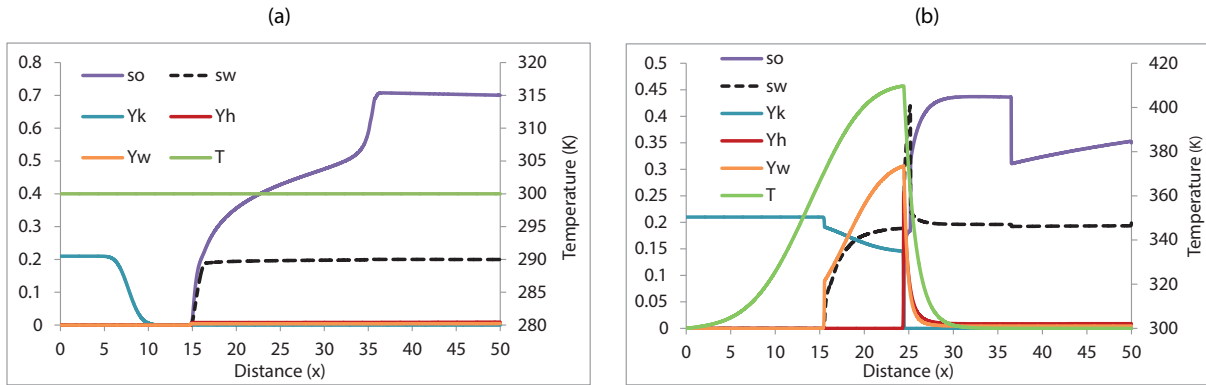 (a)
0.8
0.7
0.6
0.5
0.4
0.3
0.2
0.1
0
so
sw
Yk
Yh
Yw
T
320
315
310
305
300
295
290
285
280
Temperature (K)
0 5 10 15 20 25 30 35 40 45 50
Distance (x)
(b)
0.5
0.45
0.4
0.35
0.3
0.25
0.2
0.15
0.1
0.05
0
so
sw
Yk
Yh
Yw
T
420
400
380
360
340
320
300
Temperature (K)
0 5 10 15 20 25 30 35 40 45 50
Distance (x)